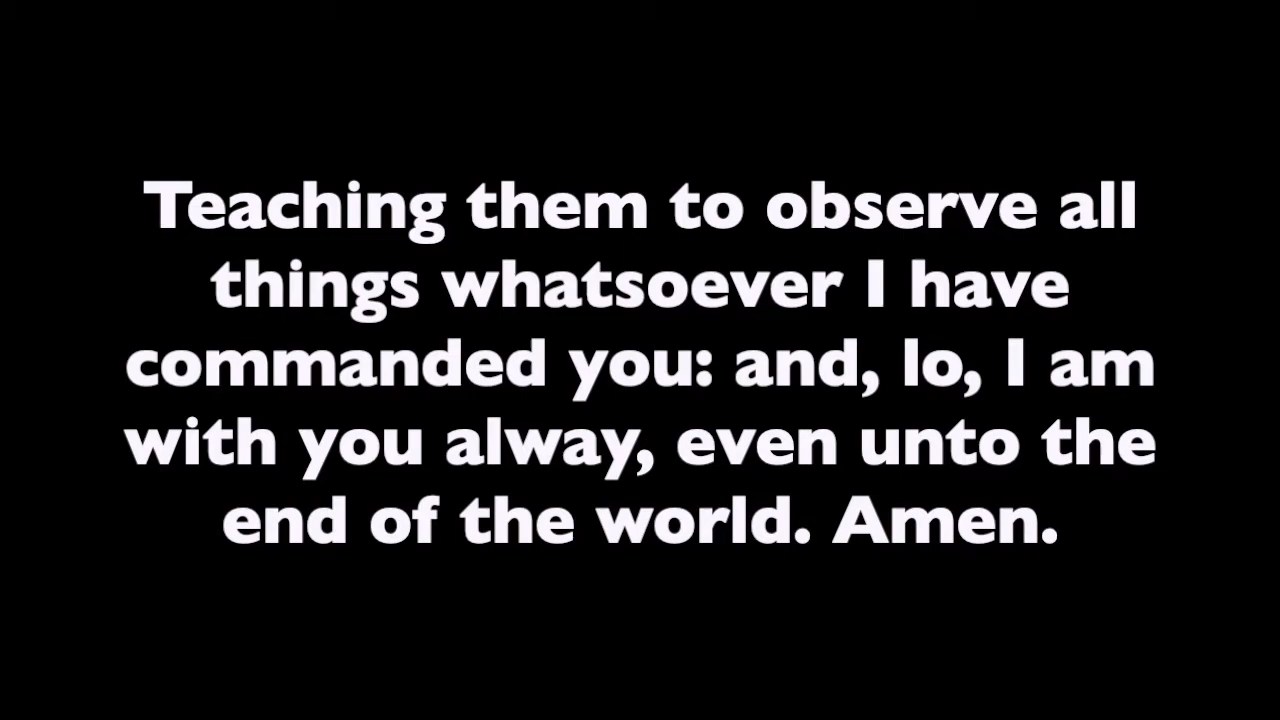 Teaching them to observe all
things whatsoever I have
commanded you: and, lo, I am
with you alway, even unto the
end of the world. Amen.